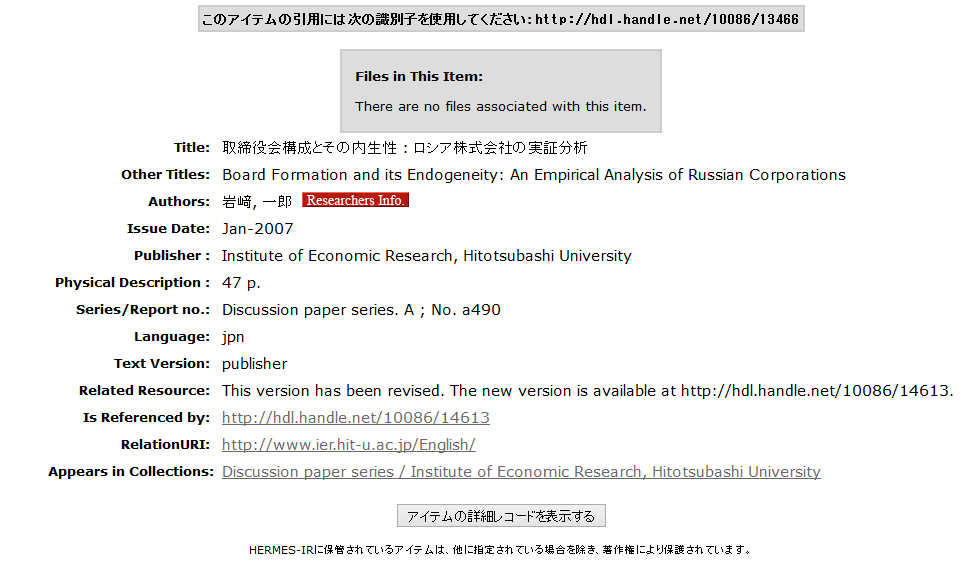 このアイテムの引用には次の識別子を使用してください: http://hdl.handle.net/10086/13466
Files in This Item:
There are no files associated with this item.
Title: 取締役会構成とその内生性 : ロシア株式会社の実証分析
Other Titles: Board Formation and its Endogeneity: An Empirical Analysis of Russian Corporations
Authors: 岩﨑, 一郎 Researchers Info.
Issue Date: Jan-2007
Publisher : Institute of Economic Research, Hitotsubashi University
Physical Description : 47 p.
Series/Report no.: Discussion paper series. A ; No. a490
Language: jpn
Text Version: publisher
Related Resource: This version has been revised. The new version is available at http://hdl.handle.net/10086/14613.
Is Referenced by: http://hdl.handle.net/10086/14613
RelationURI: http://www.ier.hit-u.ac.jp/English/
Appears in Collections: Discussion paper series / Institute of Economic Research, Hitotsubashi University
アイテムの詳細レコードを表示する
HERMES-IRに保管されているアイテムは、他に指定されている場合を除き、著作権により保護されています。